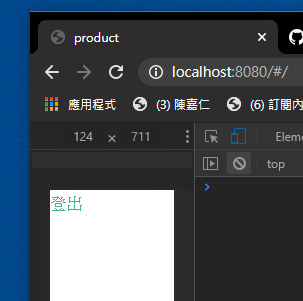 product
localhost:8080/#/
應用程式
(3) 陳嘉仁
(6) 訂閱內
124 × 711
Eleme
top
登出